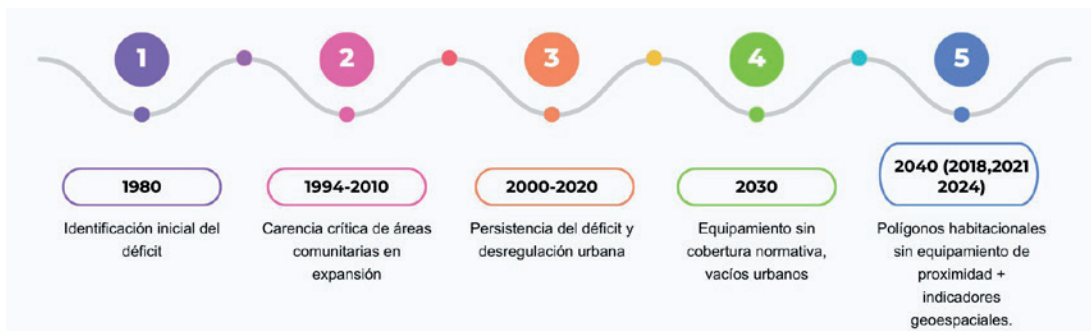 1
2
3
4
5
1980
Identificación inicial del
déficit
1994-2010
Carencia crítica de áreas
comunitarias en
expansión
2000-2020
Persistencia del déficit y
desregulación urbana
2030
Equipamiento sin
cobertura normativa,
vacíos urbanos
2040 (2018,2021
2024)
Polígonos habitacionales
sin equipamiento de
proximidad +
indicadores
geoespaciales.